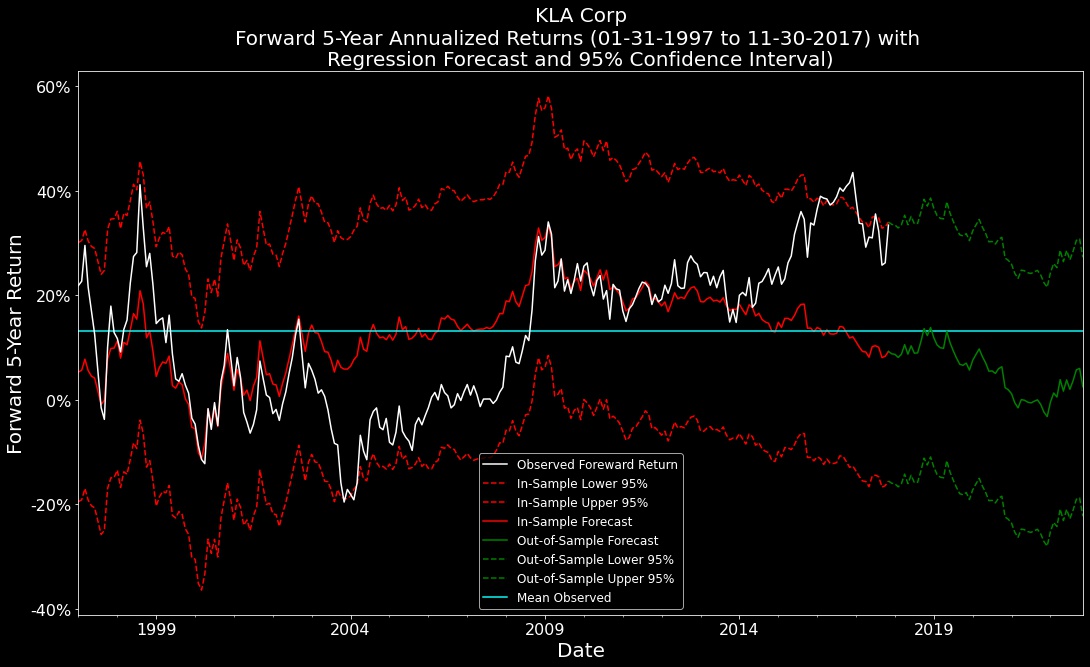 KLA Corp
Forward 5-Year Annualized Returns (01-31-1997 to 11-30-2017) with
Regression Forecast and 95% Confidence Interval)
Forward 5-Year Return
60%
40%
20%
0%
-20%
-40%
Observed Foreward Return
In-Sample Lower 95%
In-Sample Upper 95%
In-Sample Forecast
Out-of-Sample Forecast
Out-of-Sample Lower 95%
Out-of-Sample Upper 95%
Mean Observed
1999 2004 2009 2014 2019
Date